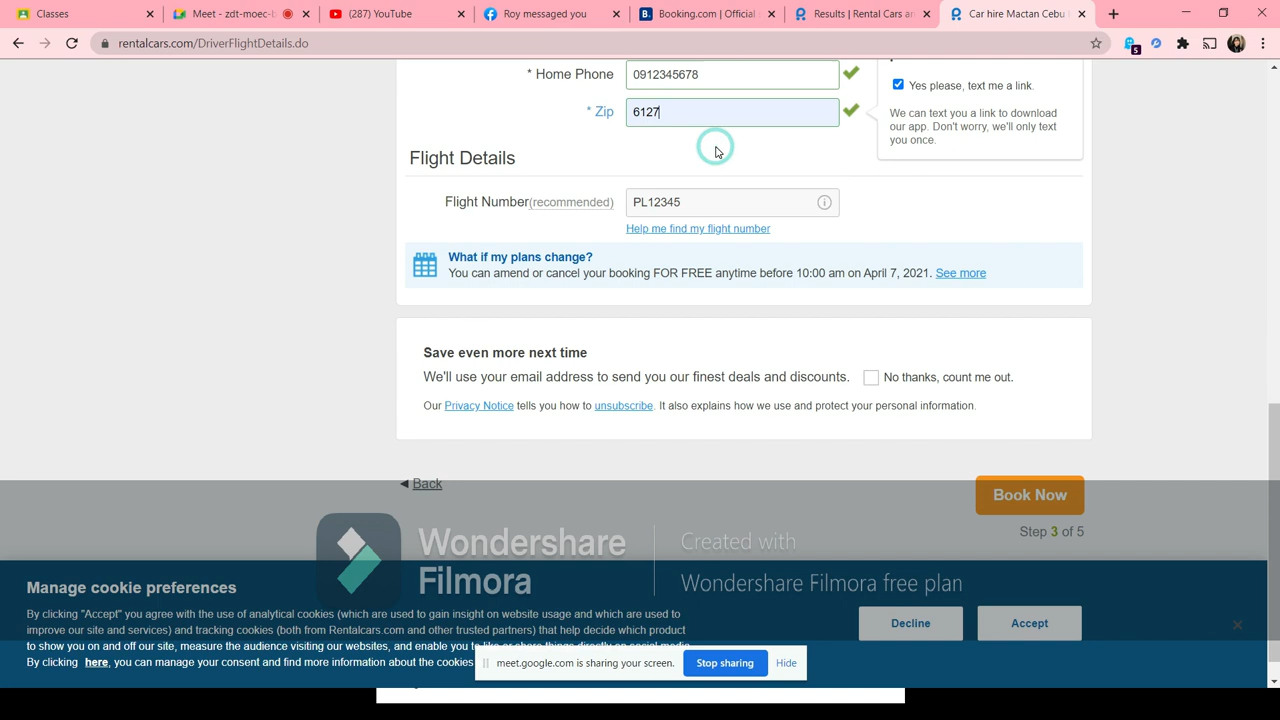 Classes
Meet - zdt-moec-b
(287) YouTube
Roy messaged you
Booking.com | Official
Results | Rental Cars an
Car hire Mactan Cebu
rentalcars.com/DriverFlightDetails.do
5
* Home Phone
0912345678
Yes please, text me a link.
* Zip
6127
We can text you a link to download
our app. Don't worry, we'll only text
you once.
Flight Details
Flight Number(recommended)
PL12345
Help me find my flight number
What if my plans change?
You can amend or cancel your booking FOR FREE anytime before 10:00 am on April 7, 2021. See more
Save even more next time
We'll use your email address to send you our finest deals and discounts.
No thanks, count me out.
Our Privacy Notice tells you how to unsubscribe. It also explains how we use and protect your personal information.
Back
Book Now
Step 3 of 5
Wondershare
Filmora
Created with
Wondershare Filmora free plan
Manage cookie preferences
By clicking "Accept" you agree with the use of analytical cookies (which are used to gain insight on website usage and which are used to
improve our site and services) and tracking cookies (both from Rentalcars.com and other trusted partners) that help decide which product
to show you on and off our site, measure the audience visiting our websites, and enable you to like or share things directly on social media.
By clicking here, you can manage your consent and find more information about the cookies
Decline
Accept
meet.google.com is sharing your screen.
Stop sharing
Hide